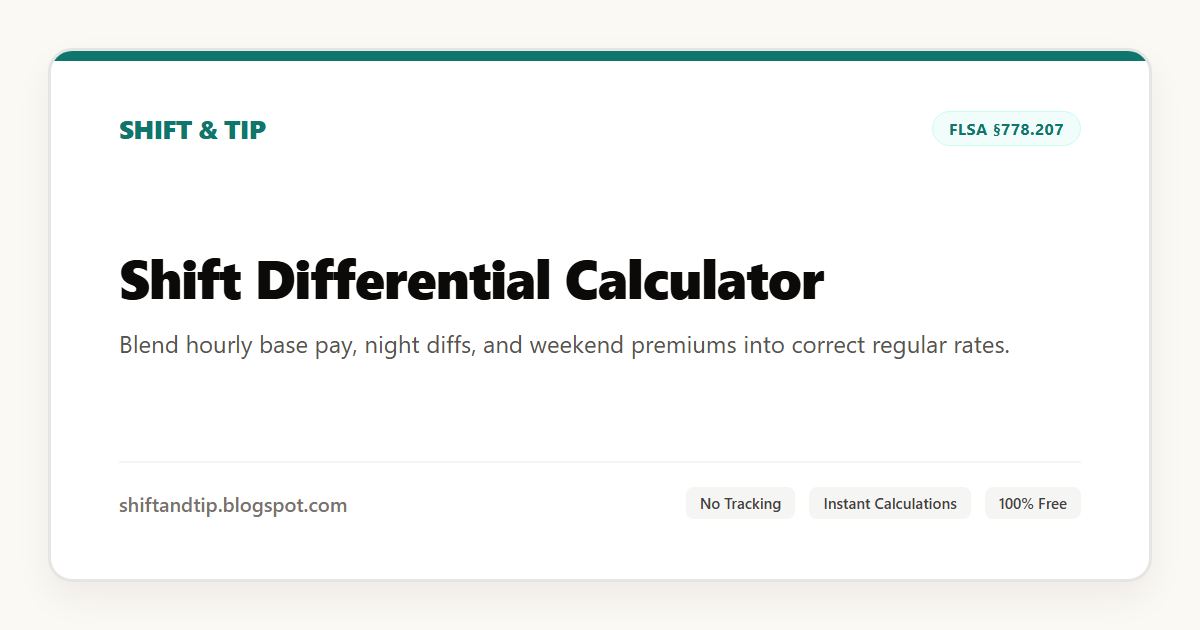 SHIFT & TIP
FLSA §778.207
Shift Differential Calculator
Blend hourly base pay, night diffs, and weekend premiums into correct regular rates.
shiftandtip.blogspot.com
No Tracking
Instant Calculations
100% Free